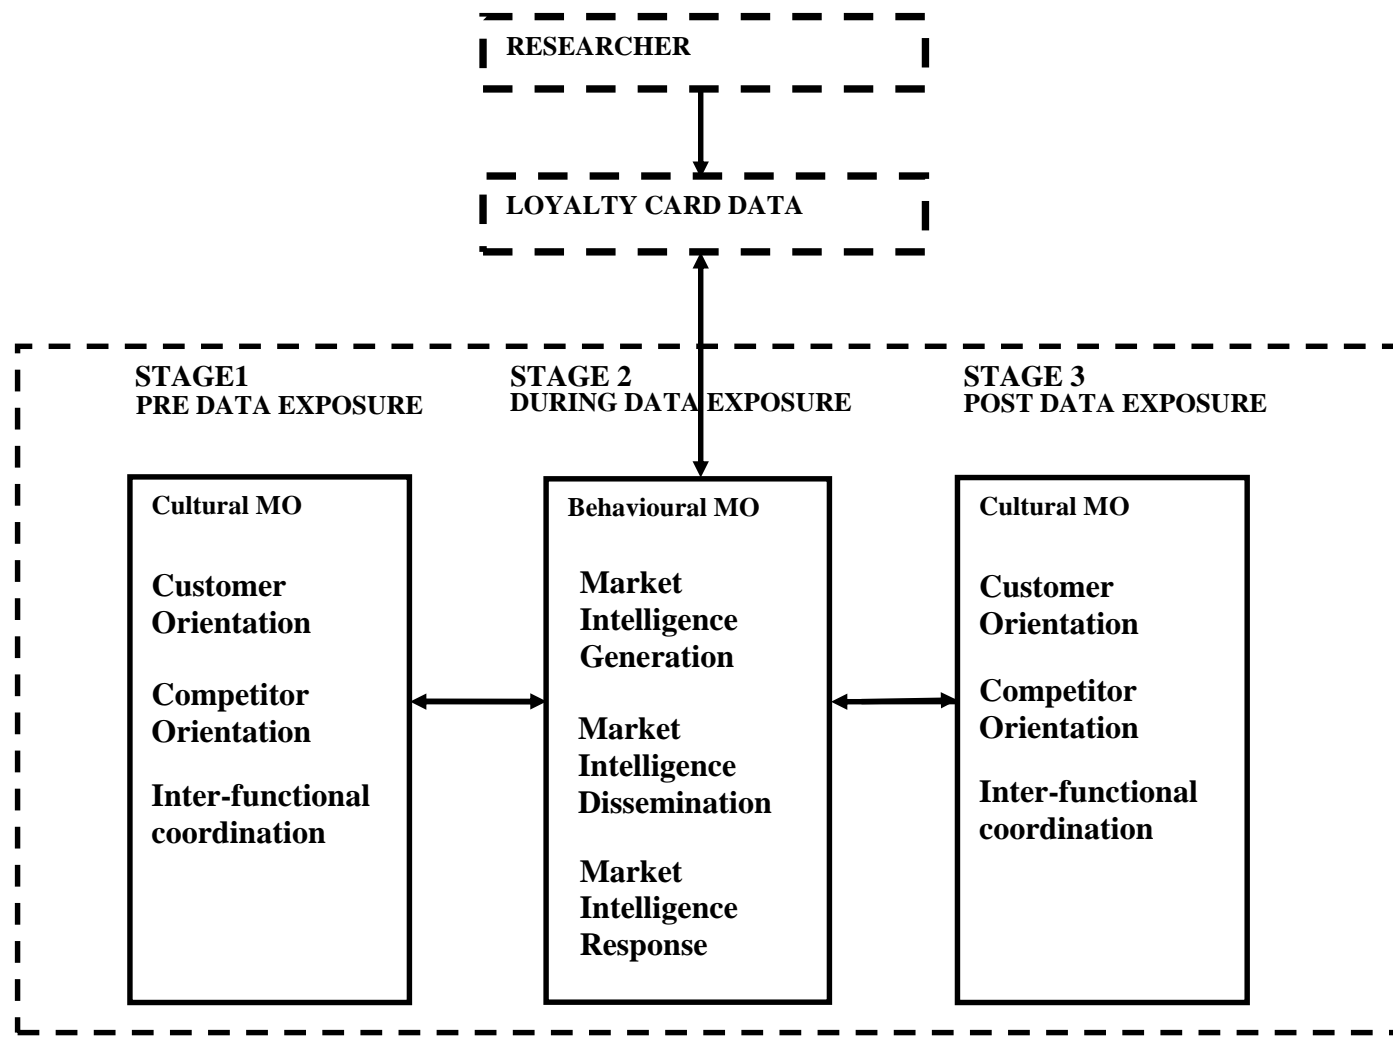 RESEARCHER
LOYALTY CARD DATA
STAGE1
PRE DATA EXPOSURE
STAGE 2
DURING DATA EXPOSURE
STAGE 3
POST DATA EXPOSURE
Cultural MO
Customer
Orientation
Competitor
Orientation
Inter-functional
coordination
Behavioural MO
Market
Intelligence
Generation
Market
Intelligence
Dissemination
Market
Intelligence
Response
Cultural MO
Customer
Orientation
Competitor
Orientation
Inter-functional
coordination